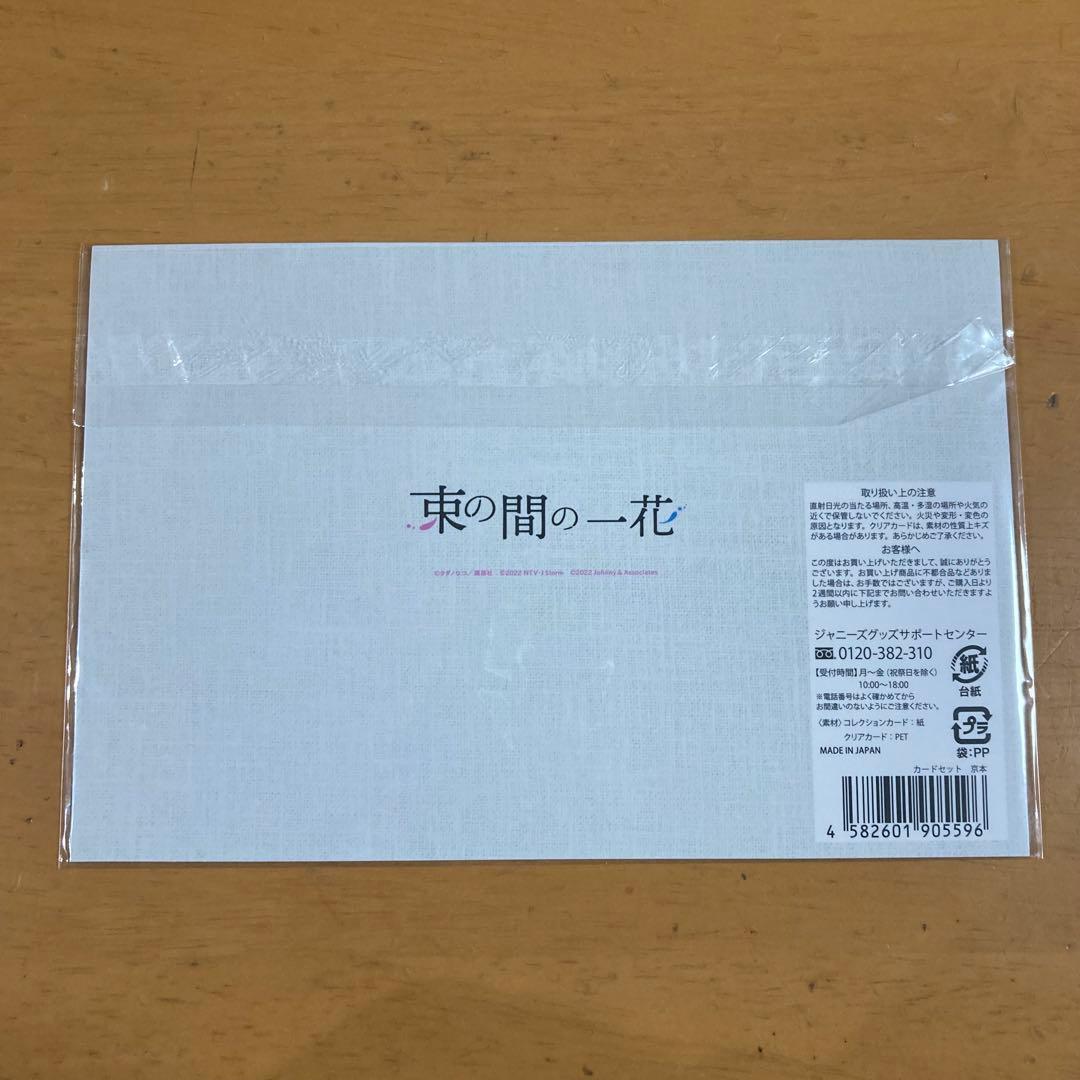 束の間の一花
©タダノなつ/講談社 ©2022 NTV・J Storm ©2022 Johnny & Associates
取り扱い上の注意
直射日光の当たる場所、高温・多湿の場所や火気の
近くで保管しないでください。火災や変形・変色の
原因となります。クリアカードは、素材の性質上キズ
がある場合があります。あらかじめご了承ください。
お客様へ
この度はお買い上げいただきまして、誠にありがとう
ございます。お買い上げ商品に不都合品などありま
した場合は、お手数ではございますが、ご購入日より
2週間以内に下記までお問い合わせいただきますよ
うお願い申し上げます。
ジャニーズグッズサポートセンター
0120-382-310
【受付時間】月〜金（祝祭日を除く）
10:00〜18:00
※電話番号はよく確かめてから
お間違いのないようにご注意ください。
〈素材〉コレクションカード：紙
クリアカード：PET
MADE IN JAPAN
紙
台紙
プラ
袋：PP
カードセット 京本
4 582601 905596